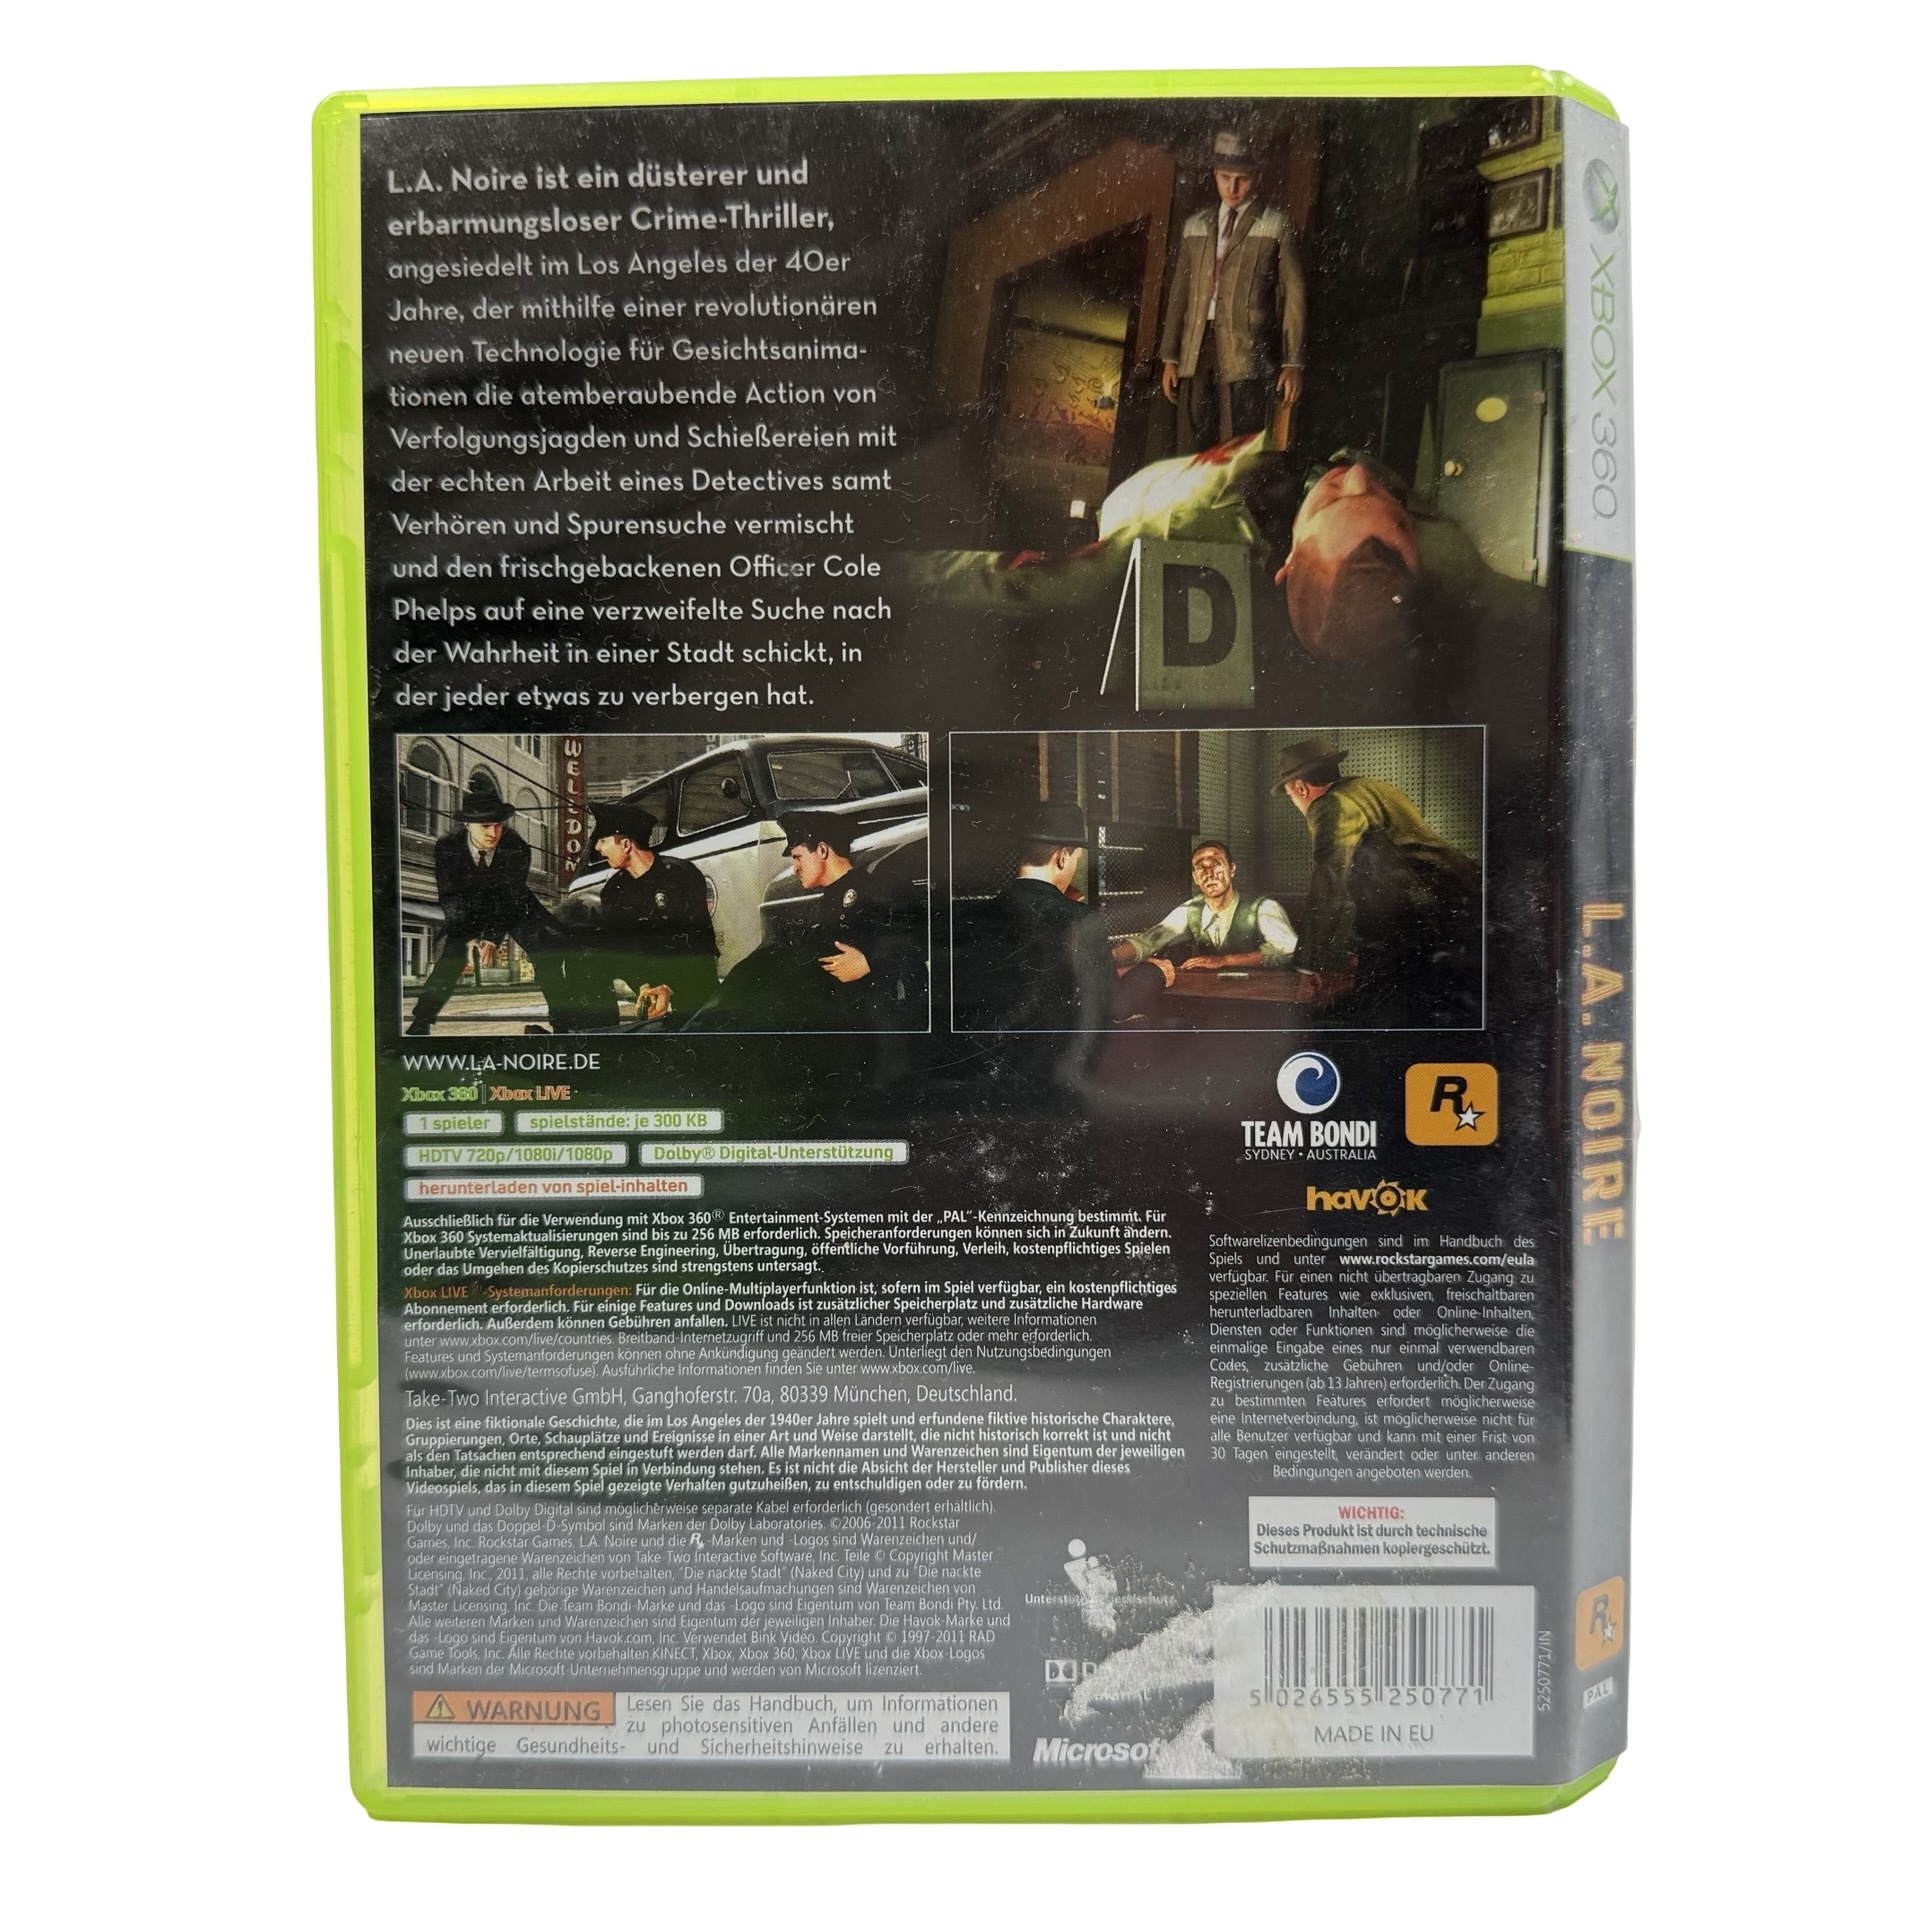 L.A. Noire ist ein düsterer und
erbarmungsloser Crime-Thriller,
angesiedelt im Los Angeles der 40er
Jahre, der mithilfe einer revolutionären
neuen Technologie für Gesichtsanima-
tionen die atemberaubende Action von
Verfolgungsjagden und Schießereien mit
der echten Arbeit eines Detectives samt
Verhören und Spurensuche vermischt
und den frischgebackenen Officer Cole
Phelps auf eine verzweifelte Suche nach
der Wahrheit in einer Stadt schickt, in
der jeder etwas zu verbergen hat.
D
WELLDON
WWW.LA-NOIRE.DE
Xbox 360 | Xbox LIVE
1 spieler
spielstände: je 300 KB
HDTV 720p/1080i/1080p
Dolby® Digital-Unterstützung
herunterladen von spiel-inhalten
Ausschließlich für die Verwendung mit Xbox 360® Entertainment-Systemen mit der „PAL“-Kennzeichnung bestimmt. Für
Xbox 360 Systemaktualisierungen sind bis zu 256 MB erforderlich. Speicheranforderungen können sich in Zukunft ändern.
Unerlaubte Vervielfältigung, Reverse Engineering, Übertragung, öffentliche Vorführung, Verleih, kostenpflichtiges Spielen
oder das Umgehen des Kopierschutzes sind strengstens untersagt.
Xbox LIVE®-Systemanforderungen: Für die Online-Multiplayerfunktion ist, sofern im Spiel verfügbar, ein kostenpflichtiges
Abonnement erforderlich. Für einige Features und Downloads ist zusätzlicher Speicherplatz und zusätzliche Hardware
erforderlich. Außerdem können Gebühren anfallen. LIVE ist nicht in allen Ländern verfügbar, weitere Informationen
unter www.xbox.com/live/countries. Breitband-Internetzugriff und 256 MB freier Speicherplatz oder mehr erforderlich.
Features und Systemanforderungen können ohne Ankündigung geändert werden. Unterliegt den Nutzungsbedingungen
(www.xbox.com/live/termsofuse). Ausführliche Informationen finden Sie unter www.xbox.com/live.
Take-Two Interactive GmbH, Ganghoferstr. 70a, 80339 München, Deutschland.
Dies ist eine fiktionale Geschichte, die im Los Angeles der 1940er Jahre spielt und erfundene fiktive historische Charaktere,
Gruppierungen, Orte, Schauplätze und Ereignisse in einer Art und Weise darstellt, die nicht historisch korrekt ist und nicht
als den Tatsachen entsprechend eingestuft werden darf. Alle Markennamen und Warenzeichen sind Eigentum der jeweiligen
Inhaber, die nicht mit diesem Spiel in Verbindung stehen. Es ist nicht die Absicht der Hersteller und Publisher dieses
Videospiels, das in diesem Spiel gezeigte Verhalten gutzuheißen, zu entschuldigen oder zu fördern.
Für HDTV und Dolby Digital sind möglicherweise separate Kabel erforderlich (gesondert erhältlich).
Dolby und das Doppel-D-Symbol sind Marken der Dolby Laboratories. ©2006-2011 Rockstar
Games, Inc. Rockstar Games, L.A. Noire und die R★-Marken und -Logos sind Warenzeichen und/
oder eingetragene Warenzeichen von Take-Two Interactive Software, Inc. Teile © Copyright Master
Licensing, Inc., 2011, alle Rechte vorbehalten, "Die nackte Stadt" (Naked City) und zu "Die nackte
Stadt" (Naked City) gehörige Warenzeichen und Handelsaufmachungen sind Warenzeichen von
Master Licensing, Inc. Die Team Bondi-Marke und das -Logo sind Eigentum von Team Bondi Pty. Ltd.
Alle weiteren Marken und Warenzeichen sind Eigentum der jeweiligen Inhaber. Die Havok-Marke und
das -Logo sind Eigentum von Havok.com, Inc. Verwendet Bink Video. Copyright © 1997-2011 RAD
Game Tools, Inc. Alle Rechte vorbehalten.KINECT, Xbox, Xbox 360, Xbox LIVE und die Xbox-Logos
sind Marken der Microsoft-Unternehmensgruppe und werden von Microsoft lizenziert.
WARNUNG Lesen Sie das Handbuch, um Informationen
zu photosensitiven Anfällen und andere
wichtige Gesundheits- und Sicherheitshinweise zu erhalten.
TEAM BONDI
SYDNEY • AUSTRALIA
R
havok
Softwarelizenzbedingungen sind im Handbuch des
Spiels und unter www.rockstargames.com/eula
verfügbar. Für einen nicht übertragbaren Zugang zu
speziellen Features wie exklusiven, freischaltbaren
herunterladbaren Inhalten oder Online-Inhalten,
Diensten oder Funktionen sind möglicherweise die
einmalige Eingabe eines nur einmal verwendbaren
Codes, zusätzliche Gebühren und/oder Online-
Registrierungen (ab 13 Jahren) erforderlich. Der Zugang
zu bestimmten Features erfordert möglicherweise
eine Internetverbindung, ist möglicherweise nicht für
alle Benutzer verfügbar und kann mit einer Frist von
30 Tagen eingestellt, verändert oder unter anderen
Bedingungen angeboten werden.
WICHTIG:
Dieses Produkt ist durch technische
Schutzmaßnahmen kopiergeschützt.
5 026555 250771
MADE IN EU
5250771/IN
XBOX 360
L.A. NOIRE
R
PAL